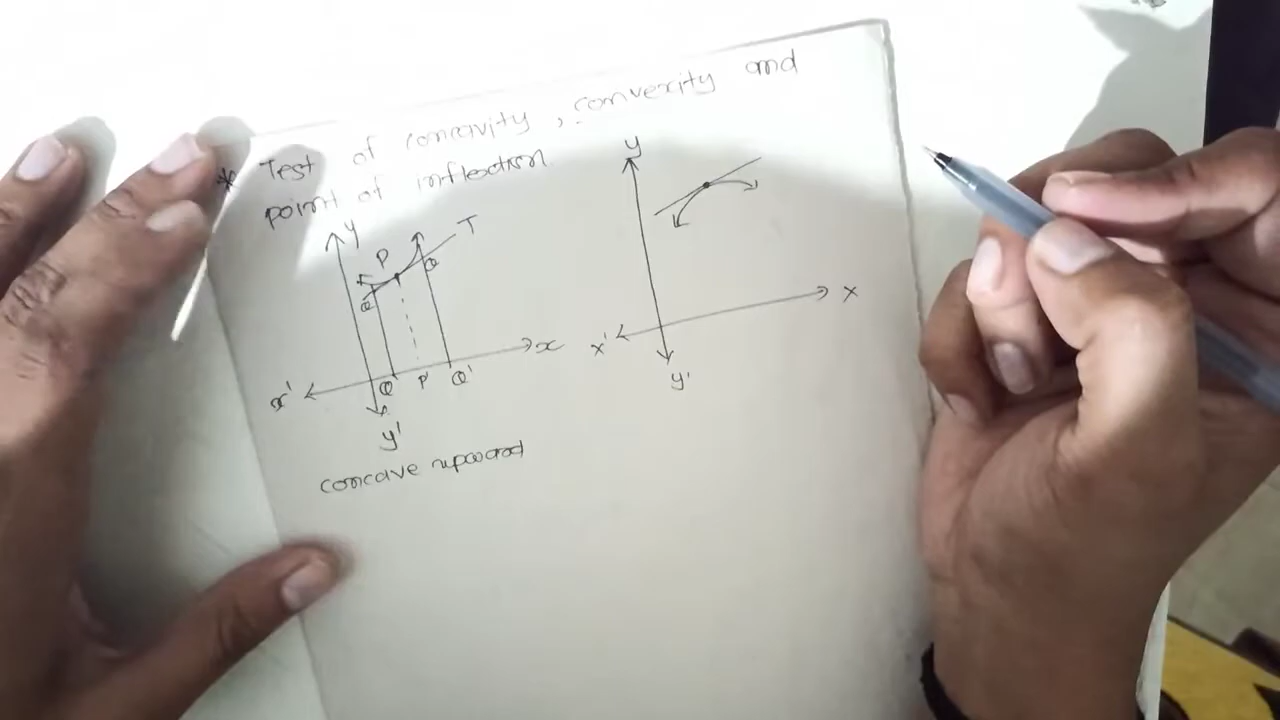 * Test of concavity, convexity and
point of inflection
y
P
T
Q
Q
x' Q' P' Q' x
y'
concave upward
y
x' x
y'